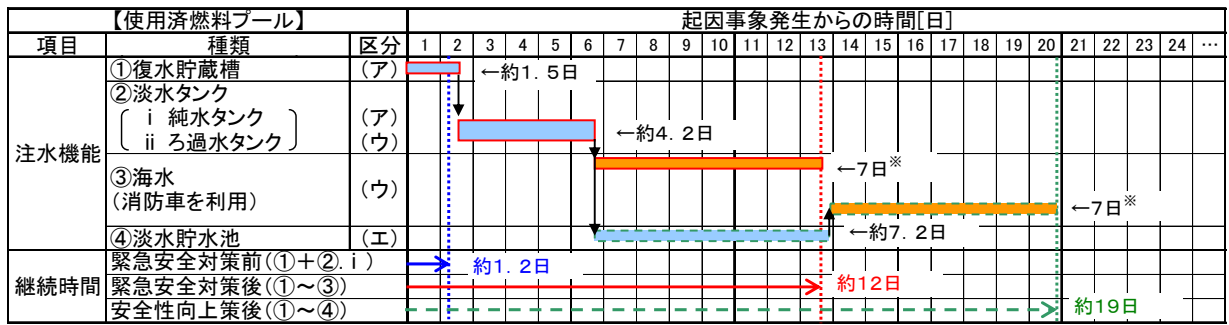 【使用済燃料プール】 起因事象発生からの時間[日]
項目 種類 区分 1 2 3 4 5 6 7 8 9 10 11 12 13 14 15 16 17 18 19 20 21 22 23 24 …
注水機能
①復水貯蔵槽 (ア) ←約1.5日
②淡水タンク
ⅰ 純水タンク (ア)
ⅱ ろ過水タンク (ウ) ←約4.2日
③海水
(消防車を利用) (ウ) ←7日※
←7日※
④淡水貯水池 (エ) ←約7.2日
継続時間
緊急安全対策前(①+②.ⅰ) 約1.2日
緊急安全対策後(①~③) 約12日
安全性向上策後(①~④) 約19日